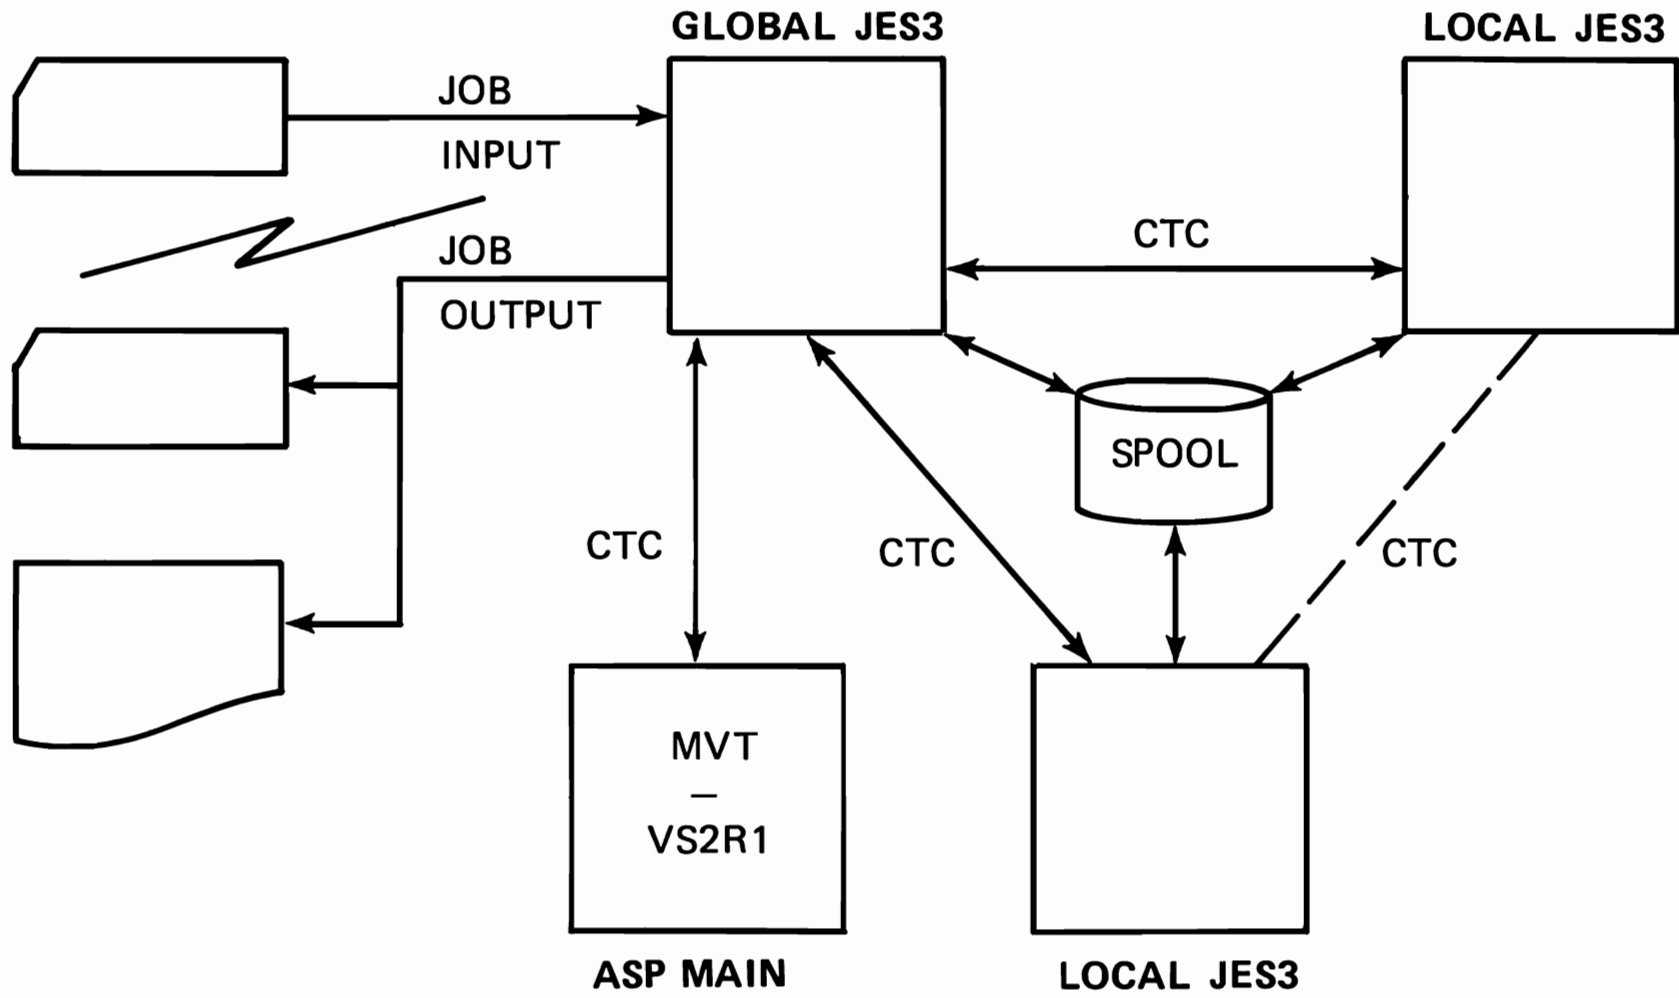 GLOBAL JES3
LOCAL JES3
JOB
INPUT
JOB
OUTPUT
CTC
SPOOL
CTC
CTC
CTC
MVT
—
VS2R1
ASP MAIN
LOCAL JES3